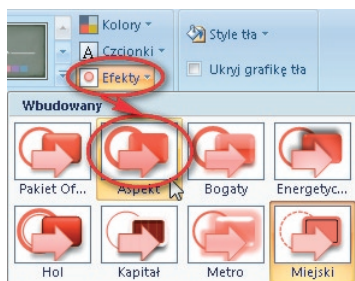 Kolory
Style tła
A Czcionki
Ukryj grafikę tła
Efekty
Wbudowany
Pakiet Of... Aspekt Bogaty Energetyc...
Hol Kapitał Metro Miejski